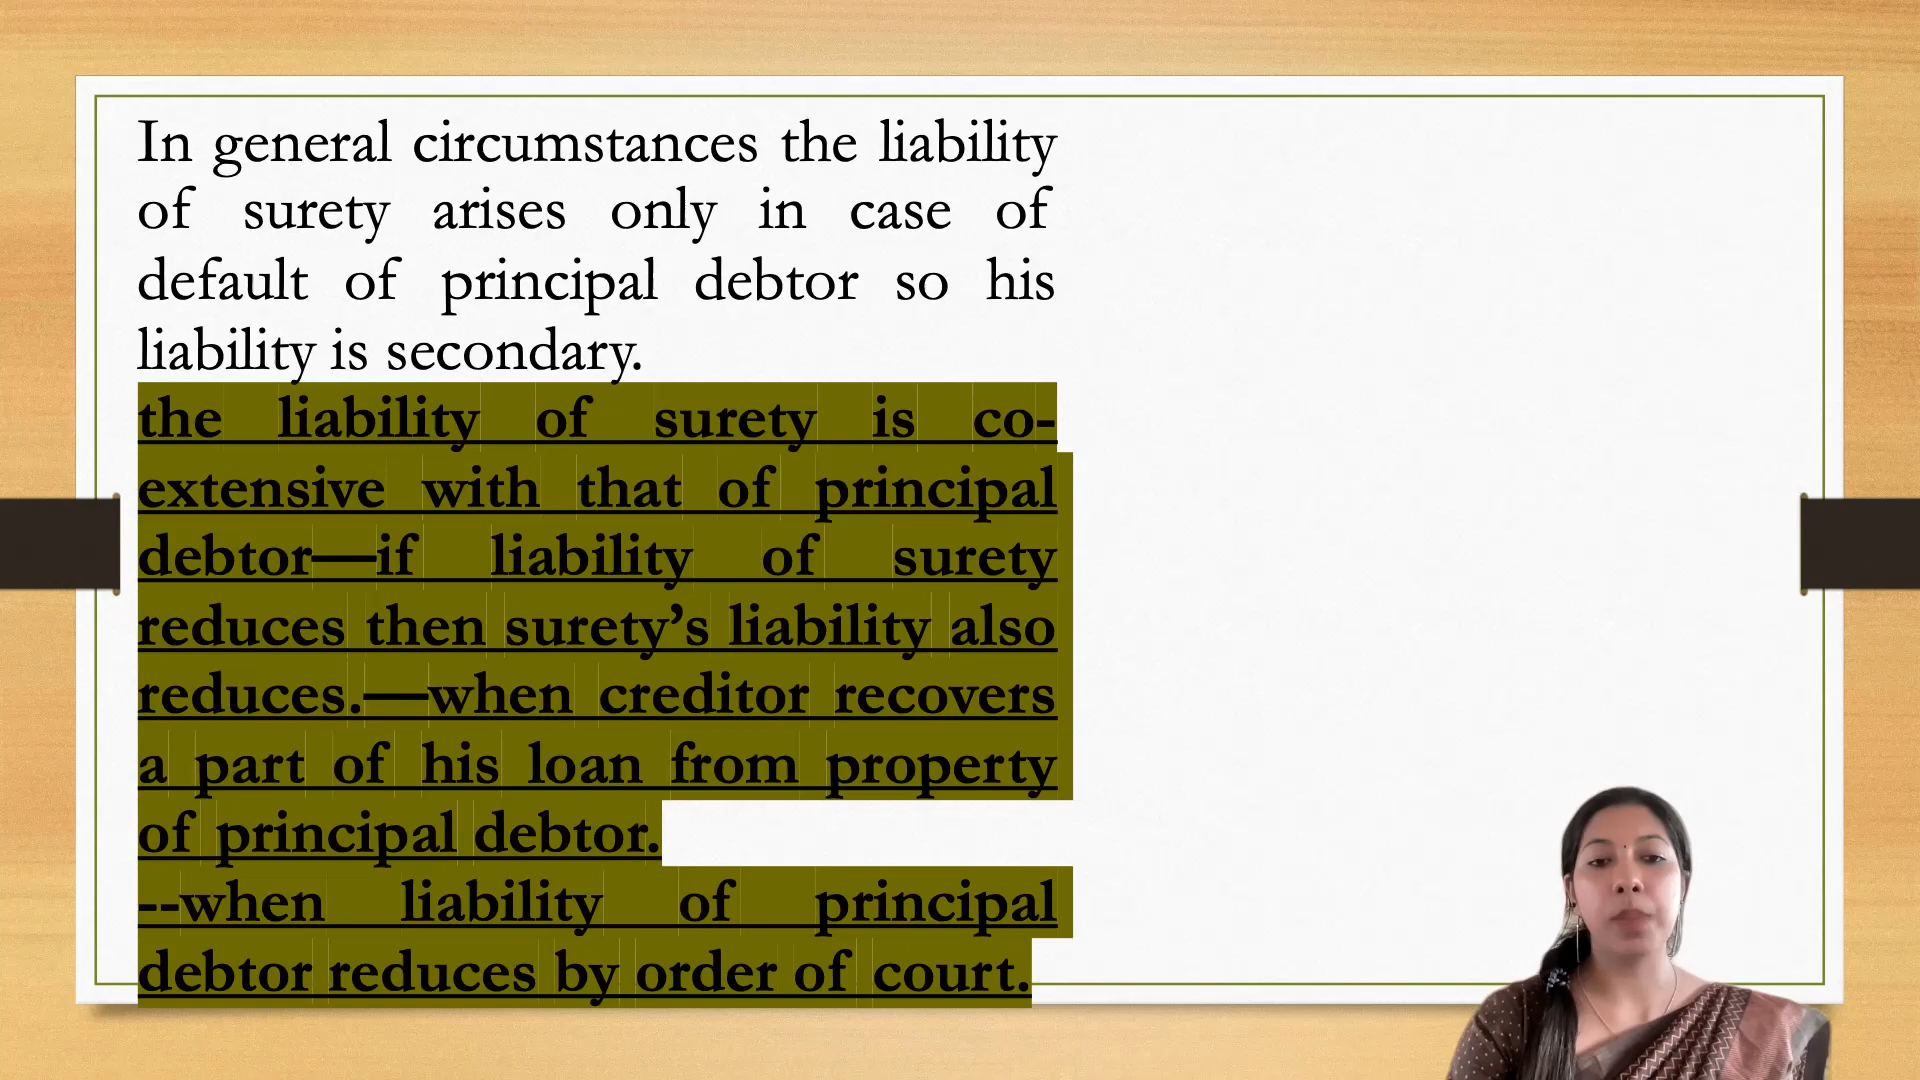 In general circumstances the liability
of surety arises only in case of
default of principal debtor so his
liability is secondary.
the liability of surety is co-
extensive with that of principal
debtor—if liability of surety
reduces then surety’s liability also
reduces.—when creditor recovers
a part of his loan from property
of principal debtor.
--when liability of principal
debtor reduces by order of court.